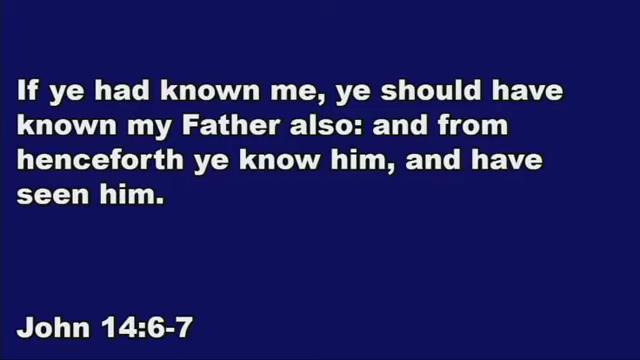 If ye had known me, ye should have
known my Father also: and from
henceforth ye know him, and have
seen him.
John 14:6-7